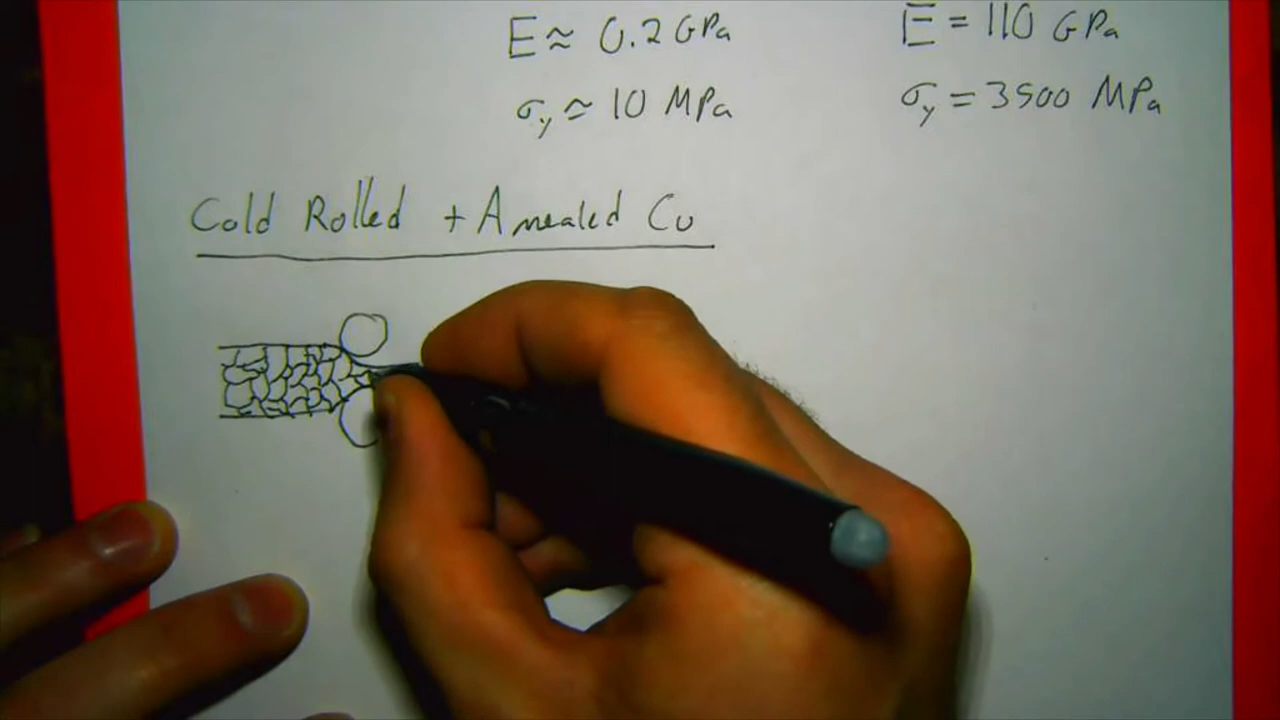 E ≈ 0.2 GPa
σy ≈ 10 MPa
E = 110 GPa
σy = 3500 MPa
Cold Rolled + Annealed Cu